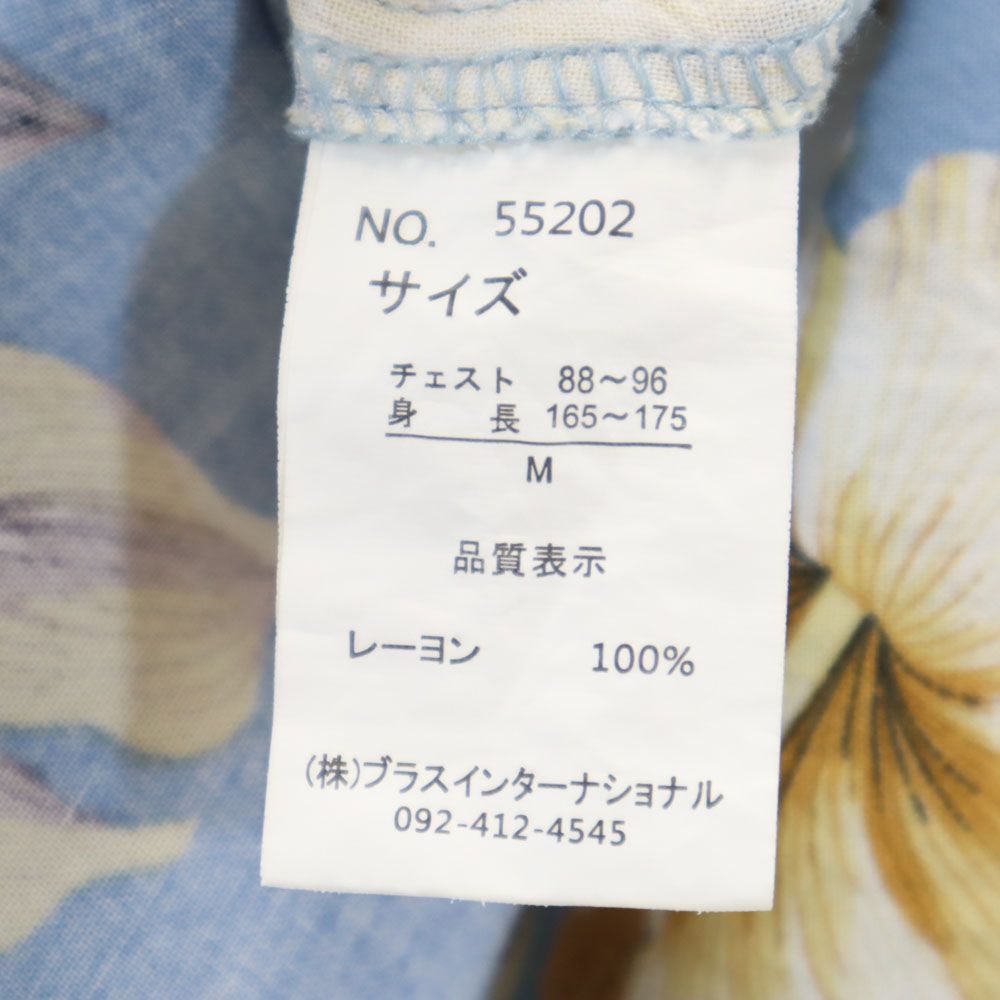 NO. 55202
サイズ
チェスト 88～96
身長 165～175
M
品質表示
レーヨン 100%
(株)ブラスインターナショナル
092-412-4545